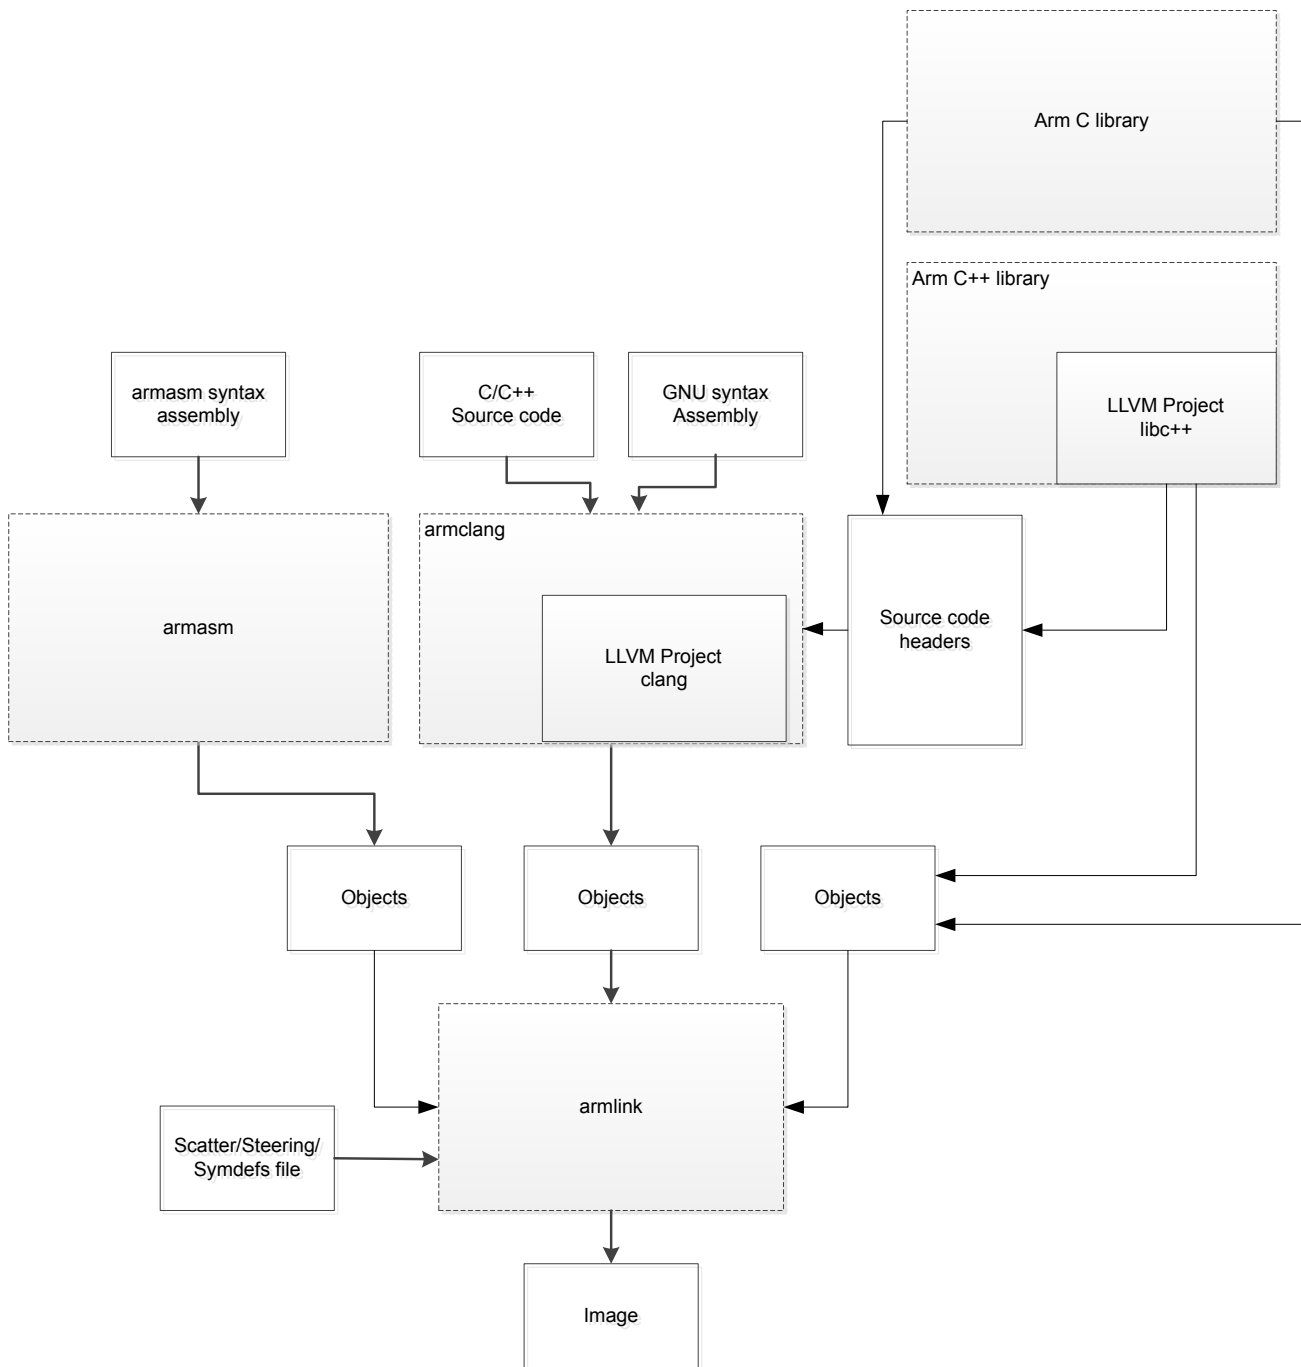 Arm C library
Arm C++ library
LLVM Project
libc++
armasm syntax
assembly
C/C++
Source code
GNU syntax
Assembly
armasm
armclang
LLVM Project
clang
Source code
headers
Objects
Objects
Objects
armlink
Scatter/Steering/
Symdefs file
Image